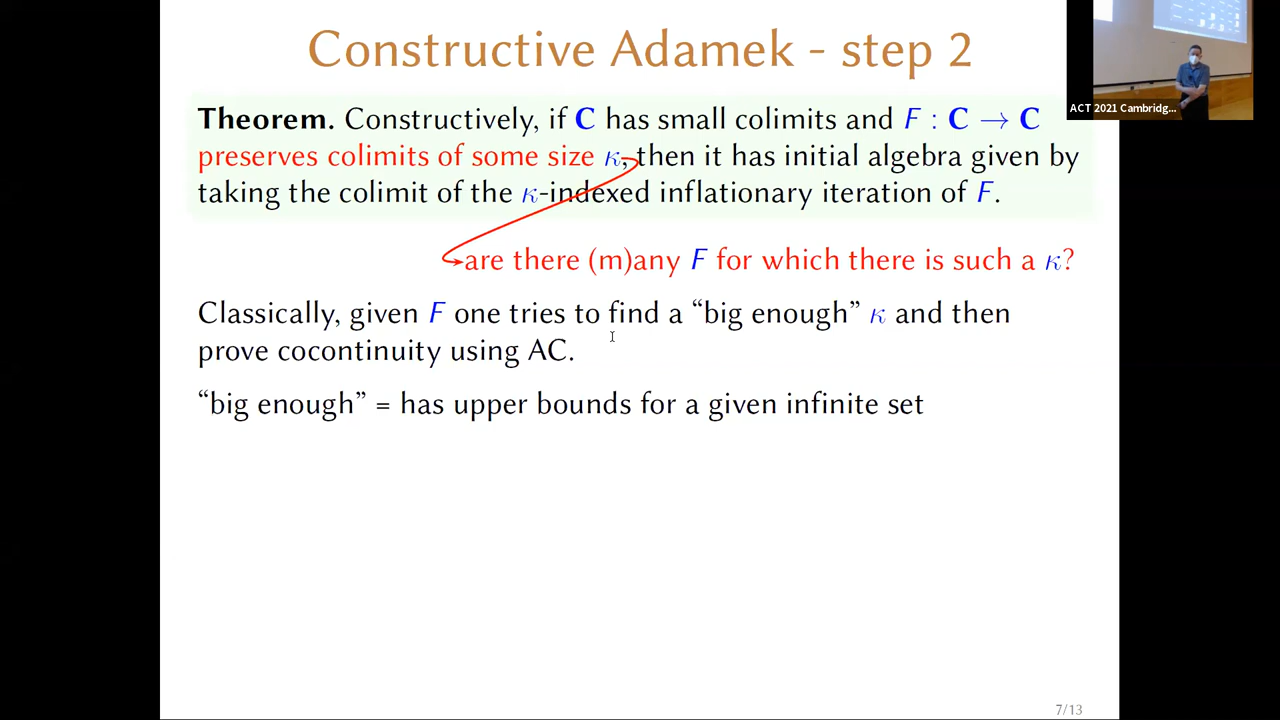 Constructive Adamek - step 2
ACT 2021 Cambridg...
Theorem. Constructively, if C has small colimits and F : C → C
preserves colimits of some size κ, then it has initial algebra given by
taking the colimit of the κ-indexed inflationary iteration of F.
are there (m)any F for which there is such a κ?
Classically, given F one tries to find a “big enough” κ and then
prove cocontinuity using AC.
“big enough” = has upper bounds for a given infinite set
7/13